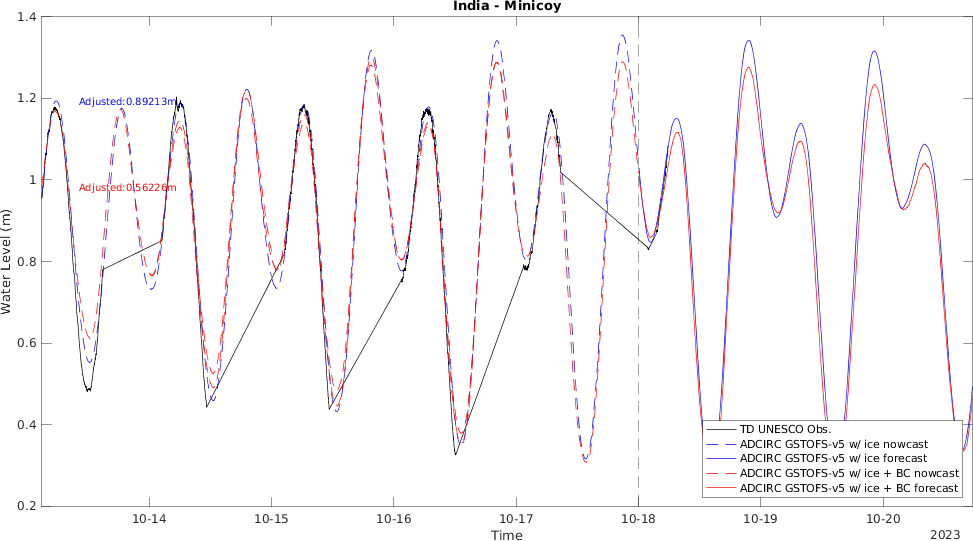 India - Minicoy
1.4
1.2
1
0.8
0.6
0.4
0.2
Water Level (m)
Adjusted:0.89213m
Adjusted:0.56226m
TD UNESCO Obs.
ADCIRC GSTOFS-v5 w/ ice nowcast
ADCIRC GSTOFS-v5 w/ ice forecast
ADCIRC GSTOFS-v5 w/ ice + BC nowcast
ADCIRC GSTOFS-v5 w/ ice + BC forecast
10-14 10-15 10-16 10-17 10-18 10-19 10-20
Time
2023